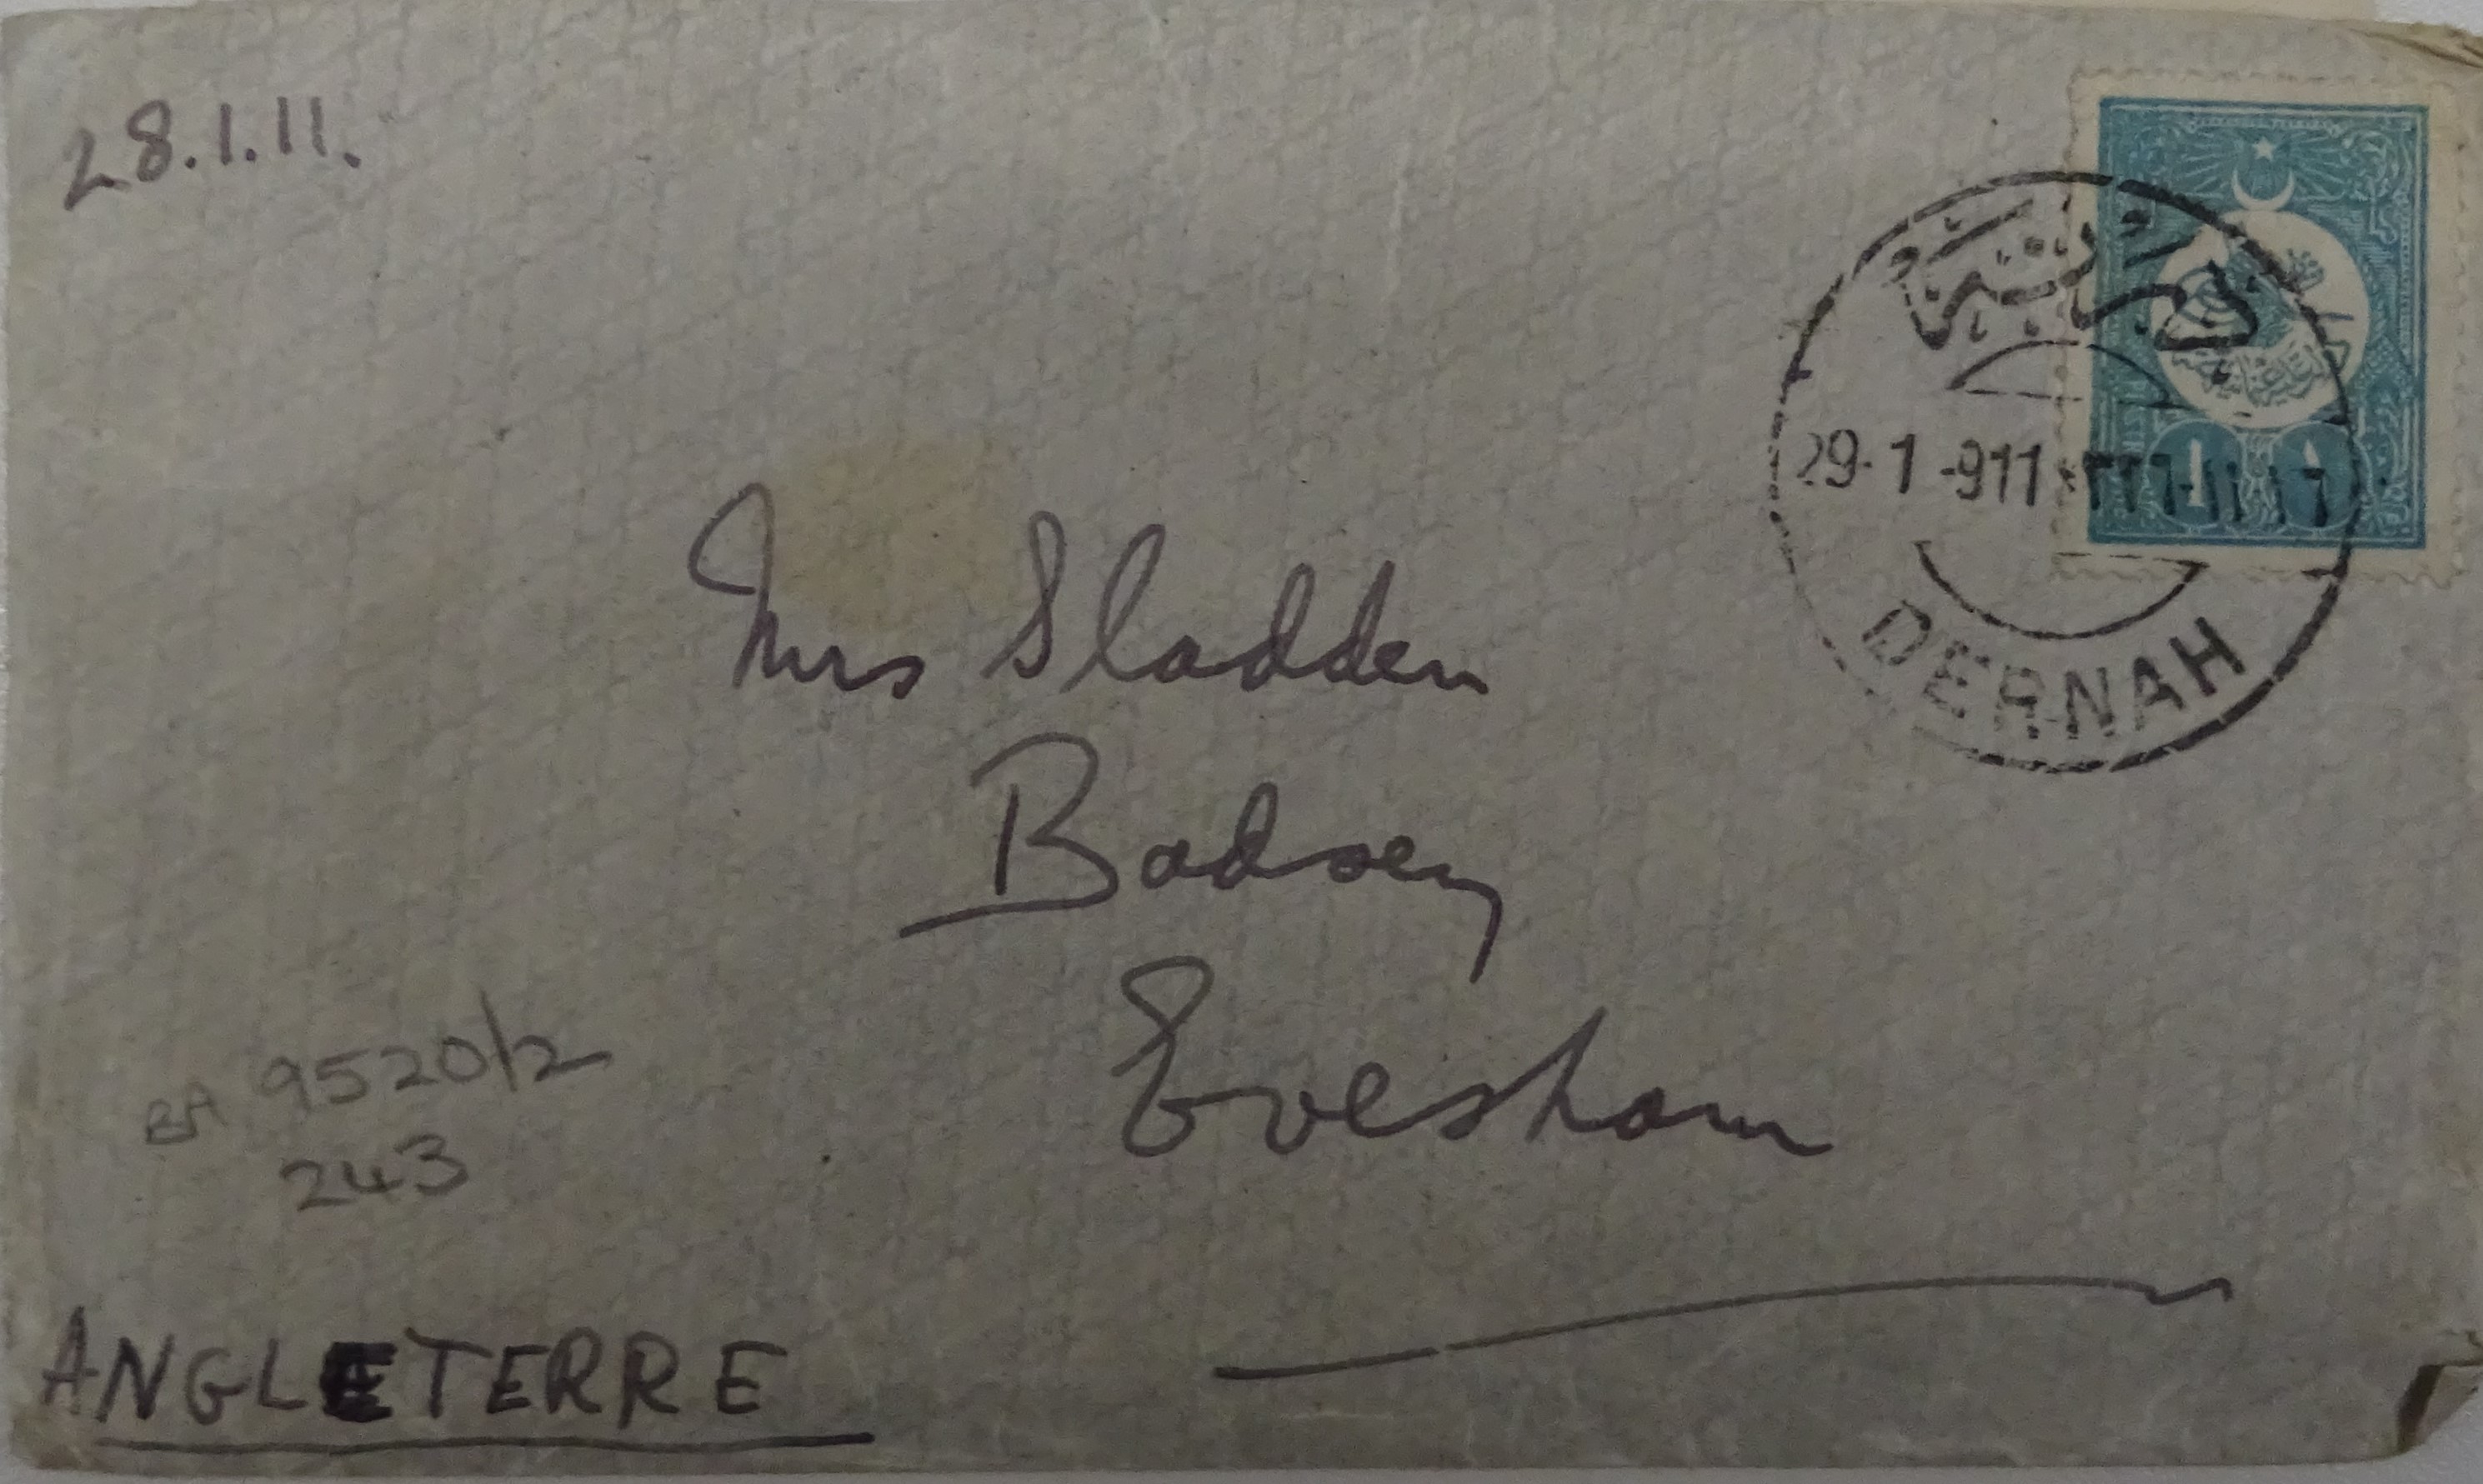 28.1.11.
29-1-911
DERNAH
Mrs Sladden
Badsey
Evesham
BA 9520/2
243
ANGLETERRE